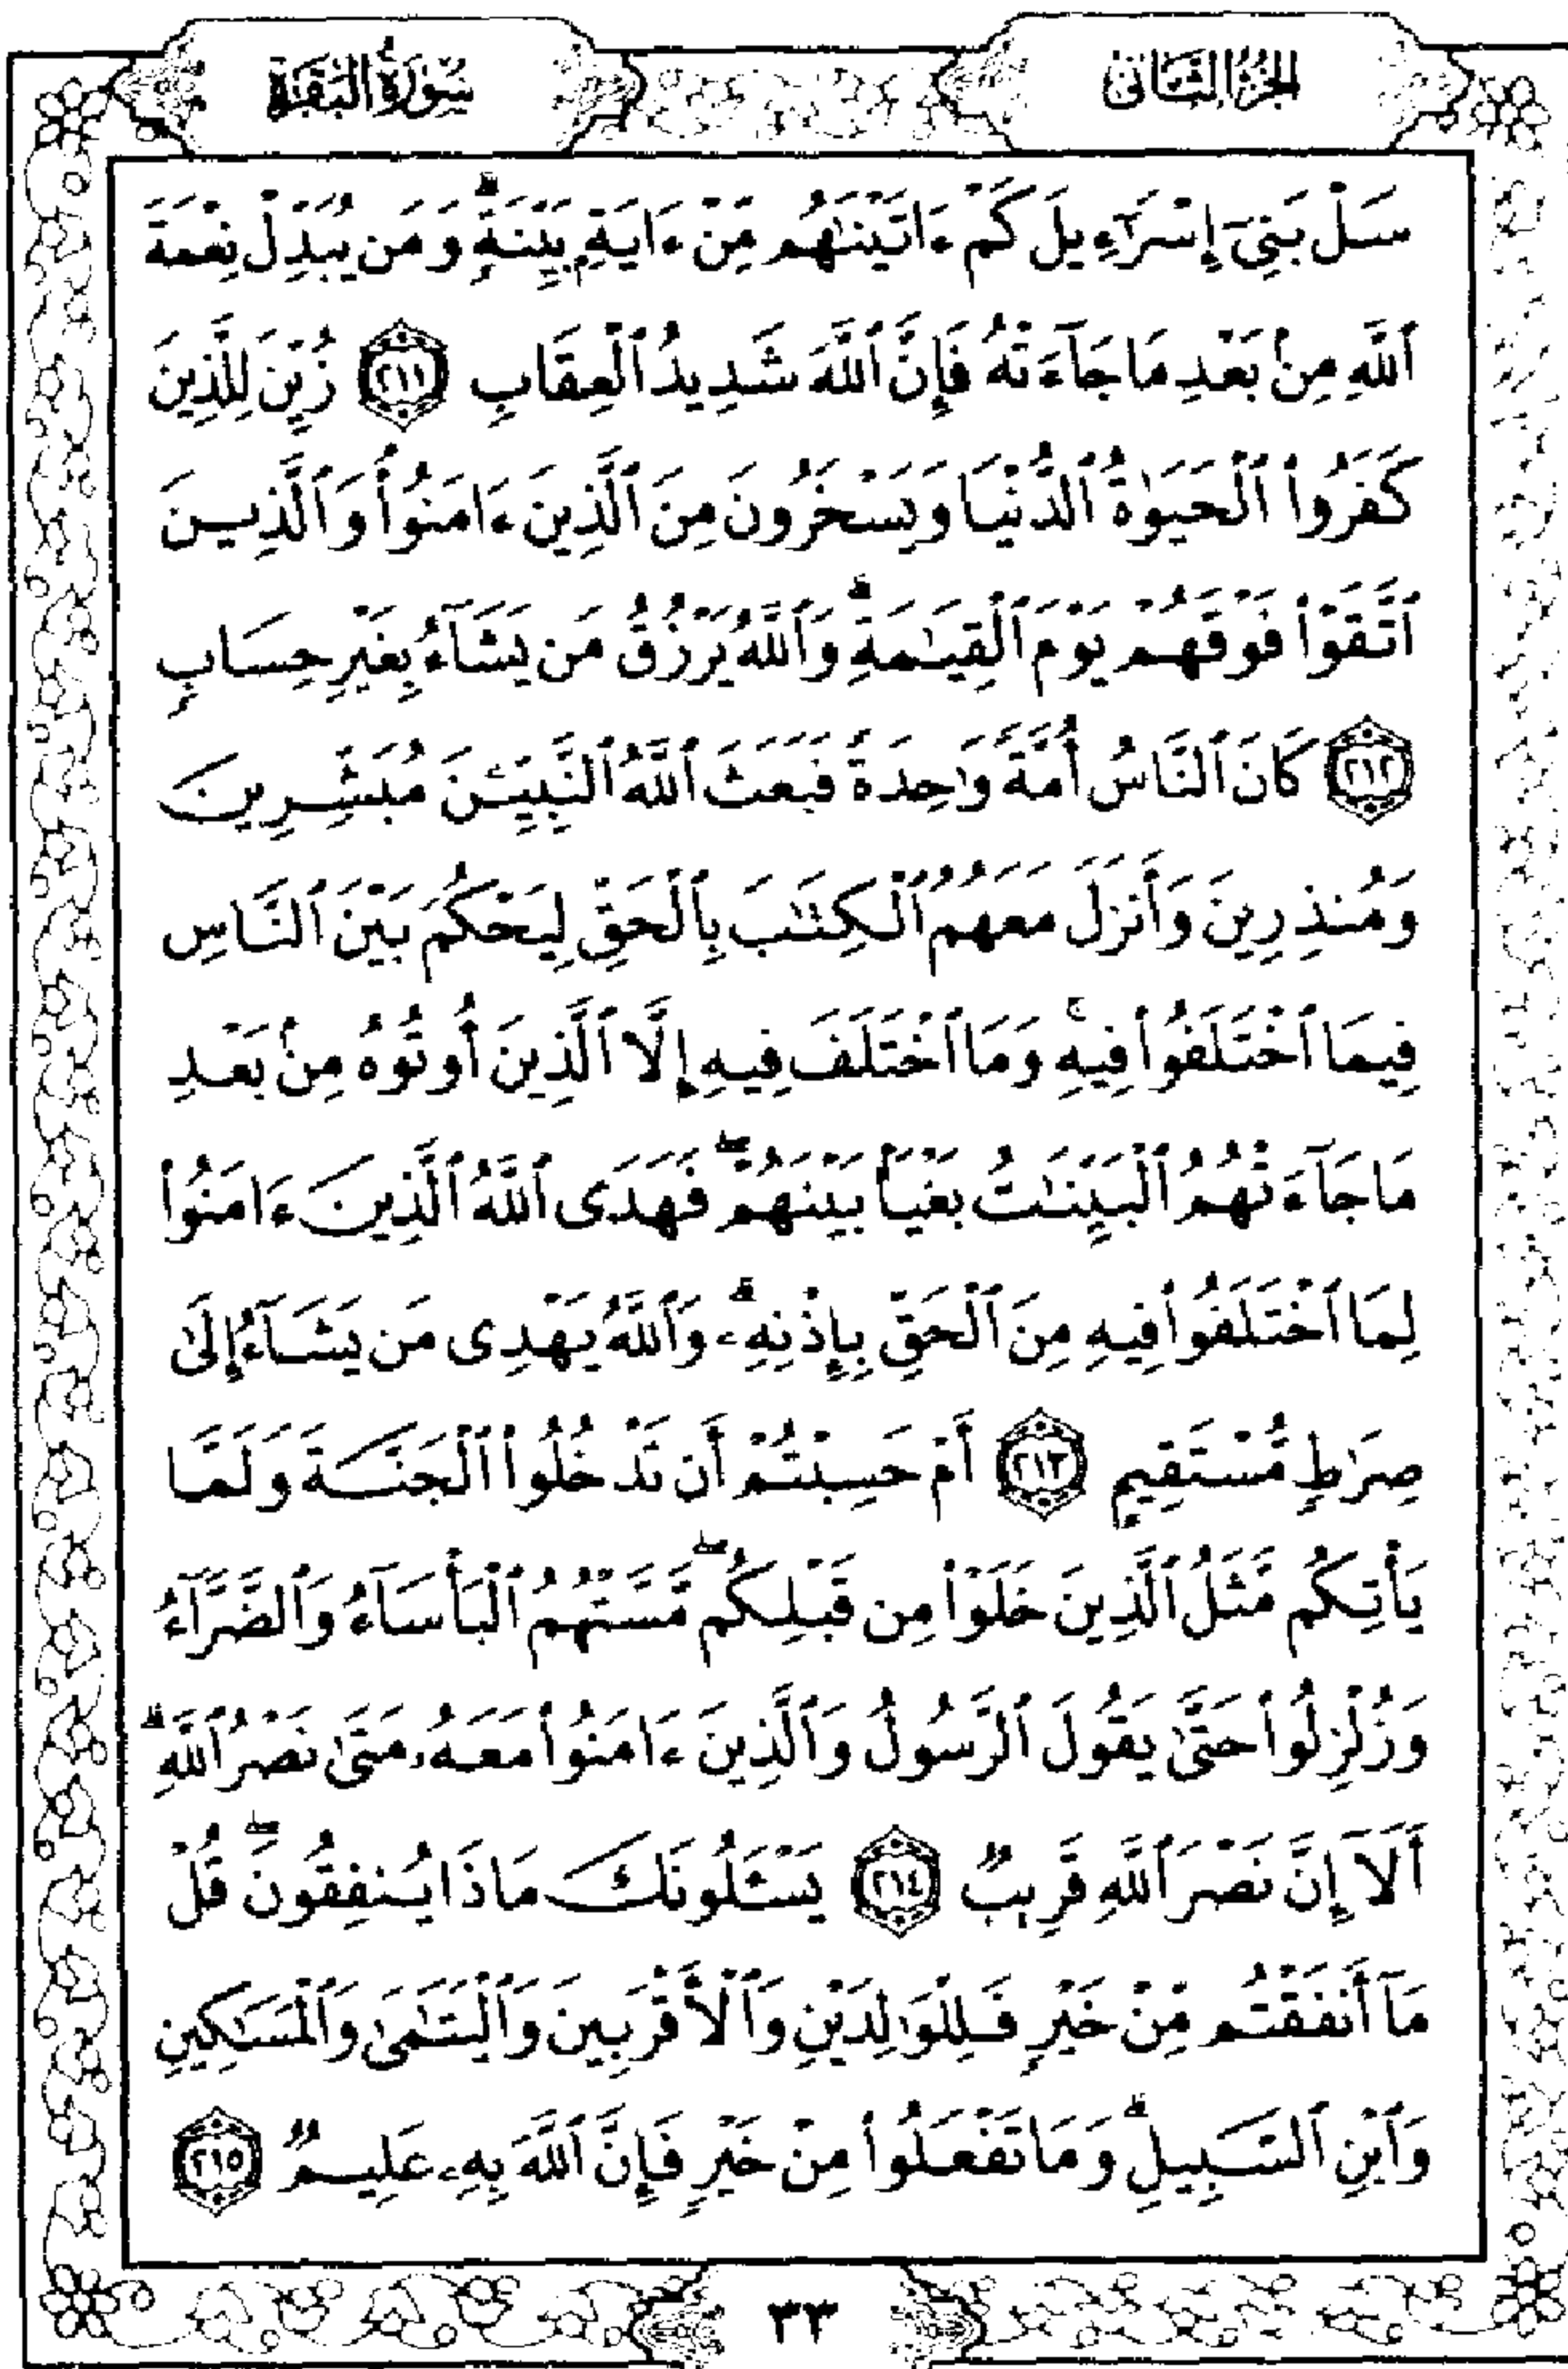 الجزء الثاني
سورة البقرة
سَلْ بَنِىٓ إِسْرَٰٓءِيلَ كَمْ ءَاتَيْنَٰهُم مِّنْ ءَايَةٍۭ بَيِّنَةٍۗ وَمَن يُبَدِّلْ نِعْمَةَ
ٱللَّهِ مِنۢ بَعْدِ مَا جَآءَتْهُ فَإِنَّ ٱللَّهَ شَدِيدُ ٱلْعِقَابِ ٢١١ زُيِّنَ لِلَّذِينَ
كَفَرُوا۟ ٱلْحَيَوٰةُ ٱلدُّنْيَا وَيَسْخَرُونَ مِنَ ٱلَّذِينَ ءَامَنُوا۟ۘ وَٱلَّذِينَ
ٱتَّقَوْا۟ فَوْقَهُمْ يَوْمَ ٱلْقِيَٰمَةِۗ وَٱللَّهُ يَرْزُقُ مَن يَشَآءُ بِغَيْرِ حِسَابٍ
٢١٢ كَانَ ٱلنَّاسُ أُمَّةً وَٰحِدَةً فَبَعَثَ ٱللَّهُ ٱلنَّبِيِّۦنَ مُبَشِّرِينَ
وَمُنذِرِينَ وَأَنزَلَ مَعَهُمُ ٱلْكِتَٰبَ بِٱلْحَقِّ لِيَحْكُمَ بَيْنَ ٱلنَّاسِ
فِيمَا ٱخْتَلَفُوا۟ فِيهِۚ وَمَا ٱخْتَلَفَ فِيهِ إِلَّا ٱلَّذِينَ أُوتُوهُ مِنۢ بَعْدِ
مَا جَآءَتْهُمُ ٱلْبَيِّنَٰتُ بَغْيَۢا بَيْنَهُمْۖ فَهَدَى ٱللَّهُ ٱلَّذِينَ ءَامَنُوا۟
لِمَا ٱخْتَلَفُوا۟ فِيهِ مِنَ ٱلْحَقِّ بِإِذْنِهِۦۗ وَٱللَّهُ يَهْدِى مَن يَشَآءُ إِلَىٰ
صِرَٰطٍ مُّسْتَقِيمٍ ٢١٣ أَمْ حَسِبْتُمْ أَن تَدْخُلُوا۟ ٱلْجَنَّةَ وَلَمَّا
يَأْتِكُم مَّثَلُ ٱلَّذِينَ خَلَوْا۟ مِن قَبْلِكُمۖ مَّسَّتْهُمُ ٱلْبَأْسَآءُ وَٱلضَّرَّآءُ
وَزُلْزِلُوا۟ حَتَّىٰ يَقُولَ ٱلرَّسُولُ وَٱلَّذِينَ ءَامَنُوا۟ مَعَهُۥ مَتَىٰ نَصْرُ ٱللَّهِۗ
أَلَآ إِنَّ نَصْرَ ٱللَّهِ قَرِيبٌ ٢١٤ يَسْـَٔلُونَكَ مَاذَا يُنفِقُونَۖ قُلْ
مَآ أَنفَقْتُم مِّنْ خَيْرٍ فَلِلْوَٰلِدَيْنِ وَٱلْأَقْرَبِينَ وَٱلْيَتَٰمَىٰ وَٱلْمَسَٰكِينِ
وَٱبْنِ ٱلسَّبِيلِۗ وَمَا تَفْعَلُوا۟ مِنْ خَيْرٍ فَإِنَّ ٱللَّهَ بِهِۦ عَلِيمٌ ٢١٥
٣٣